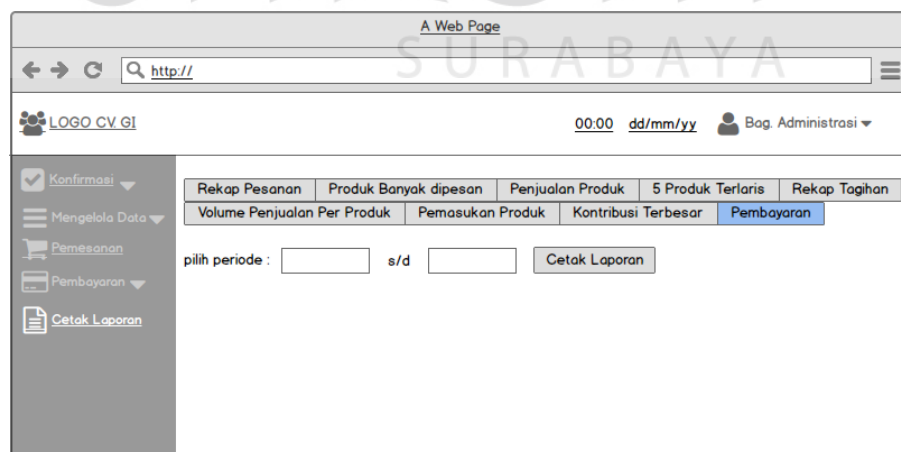 A Web Page
SURABAYA
http://
LOGO CV. GI
00:00 dd/mm/yy Bag. Administrasi
Konfirmasi
Mengelola Data
Pemesanan
Pembayaran
Cetak Laporan
Rekap Pesanan Produk Banyak dipesan Penjualan Produk 5 Produk Terlaris Rekap Tagihan
Volume Penjualan Per Produk Pemasukan Produk Kontribusi Terbesar Pembayaran
pilih periode : s/d Cetak Laporan